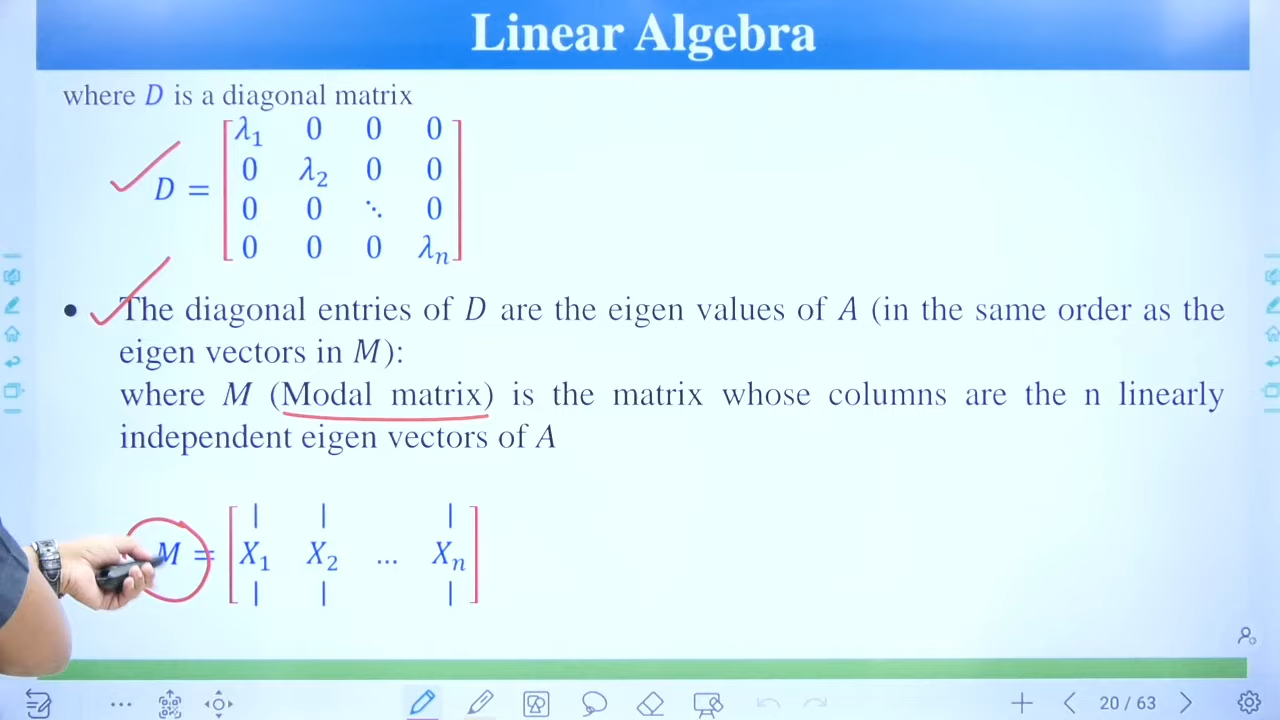 Linear Algebra
where D is a diagonal matrix
D = [λ₁ 0 0 0
0 λ₂ 0 0
0 0 ⋱ 0
0 0 0 λₙ]
• The diagonal entries of D are the eigen values of A (in the same order as the
eigen vectors in M):
where M (Modal matrix) is the matrix whose columns are the n linearly
independent eigen vectors of A
| | |
M = [X₁ X₂ ... Xₙ]
| | |
20 / 63